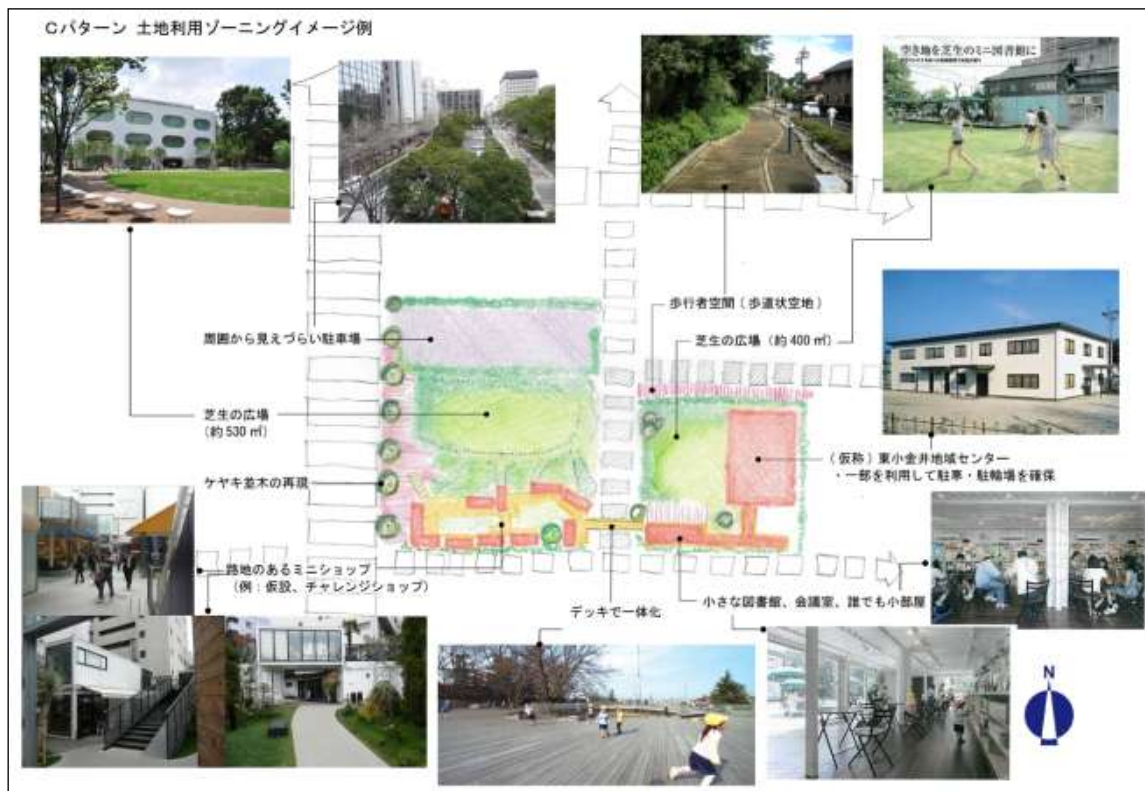 Cパターン 土地利用ゾーニングイメージ例
空き地を芝生のミニ図書館に
歩行者空間(歩道状空地)
周囲から見えづらい駐車場
芝生の広場(約400㎡)
芝生の広場
(約530㎡)
(仮称)東小金井地域センター
・一部を利用して駐車・駐輪場を確保
ケヤキ並木の再現
路地のあるミニショップ
(例:仮設、チャレンジショップ)
デッキで一体化
小さな図書館、会議室、誰でも小部屋
N